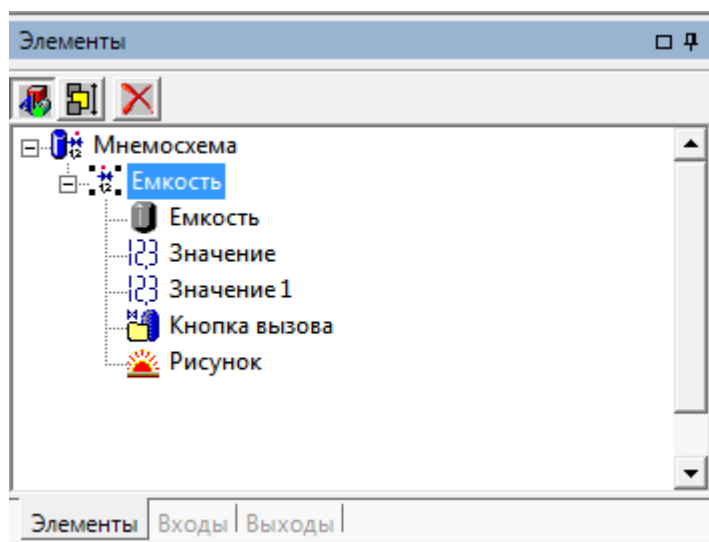 Элементы
Мнемосхема
Емкость
Емкость
Значение
Значение 1
Кнопка вызова
Рисунок
Элементы Входы Выходы